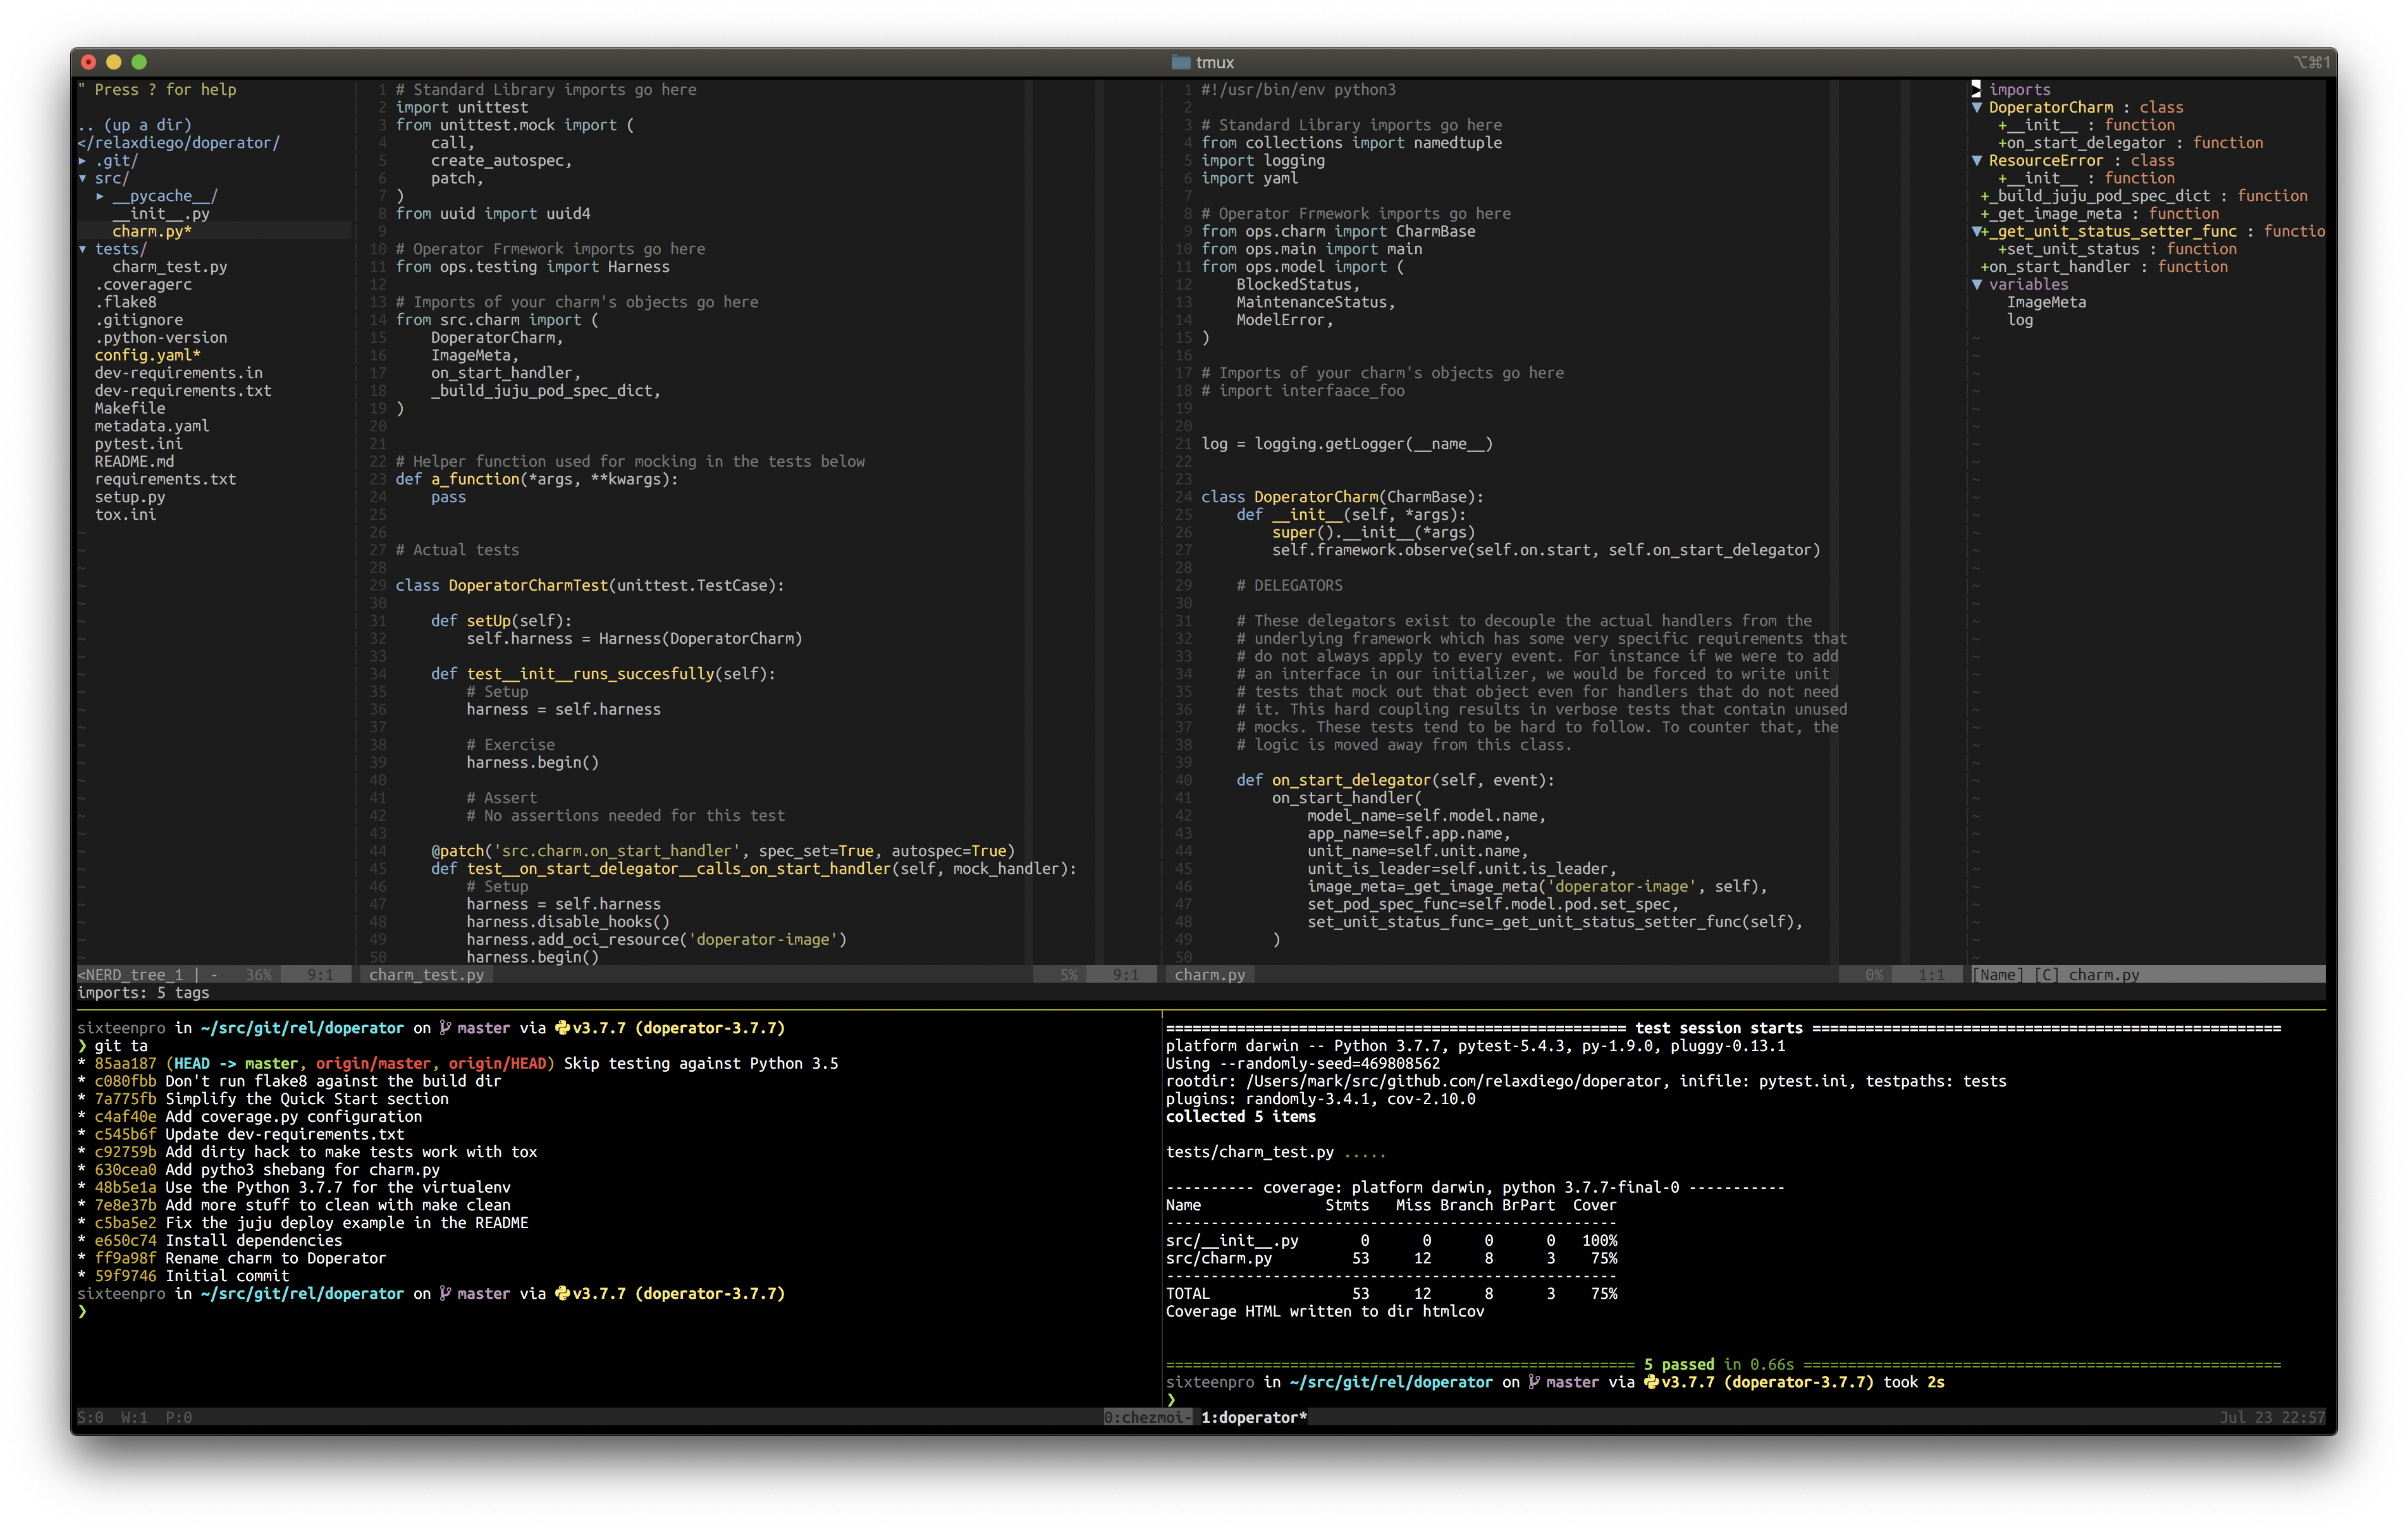 tmux
⌥⌘1
" Press ? for help

.. (up a dir)
</relaxdiego/doperator/
▸ .git/
▾ src/
  ▸ __pycache__/
    __init__.py
    charm.py*
▾ tests/
    charm_test.py
  .coveragerc
  .flake8
  .gitignore
  .python-version
  config.yaml*
  dev-requirements.in
  dev-requirements.txt
  Makefile
  metadata.yaml
  pytest.ini
  README.md
  requirements.txt
  setup.py
  tox.ini
<NERD_tree_1 | -   36%   9:1
1 # Standard Library imports go here
2 import unittest
3 from unittest.mock import (
4     call,
5     create_autospec,
6     patch,
7 )
8 from uuid import uuid4
9
10 # Operator Frmework imports go here
11 from ops.testing import Harness
12
13 # Imports of your charm's objects go here
14 from src.charm import (
15     DoperatorCharm,
16     ImageMeta,
17     on_start_handler,
18     _build_juju_pod_spec_dict,
19 )
20
21
22 # Helper function used for mocking in the tests below
23 def a_function(*args, **kwargs):
24     pass
25
26
27 # Actual tests
28
29 class DoperatorCharmTest(unittest.TestCase):
30
31     def setUp(self):
32         self.harness = Harness(DoperatorCharm)
33
34     def test__init__runs_succesfully(self):
35         # Setup
36         harness = self.harness
37
38         # Exercise
39         harness.begin()
40
41         # Assert
42         # No assertions needed for this test
43
44     @patch('src.charm.on_start_handler', spec_set=True, autospec=True)
45     def test__on_start_delegator__calls_on_start_handler(self, mock_handler):
46         # Setup
47         harness = self.harness
48         harness.disable_hooks()
49         harness.add_oci_resource('doperator-image')
50         harness.begin()
charm_test.py   5%   9:1
1 #!/usr/bin/env python3
2
3 # Standard Library imports go here
4 from collections import namedtuple
5 import logging
6 import yaml
7
8 # Operator Frmework imports go here
9 from ops.charm import CharmBase
10 from ops.main import main
11 from ops.model import (
12     BlockedStatus,
13     MaintenanceStatus,
14     ModelError,
15 )
16
17 # Imports of your charm's objects go here
18 # import interfaace_foo
19
20
21 log = logging.getLogger(__name__)
22
23
24 class DoperatorCharm(CharmBase):
25     def __init__(self, *args):
26         super().__init__(*args)
27         self.framework.observe(self.on.start, self.on_start_delegator)
28
29     # DELEGATORS
30
31     # These delegators exist to decouple the actual handlers from the
32     # underlying framework which has some very specific requirements that
33     # do not always apply to every event. For instance if we were to add
34     # an interface in our initializer, we would be forced to write unit
35     # tests that mock out that object even for handlers that do not need
36     # it. This hard coupling results in verbose tests that contain unused
37     # mocks. These tests tend to be hard to follow. To counter that, the
38     # logic is moved away from this class.
39
40     def on_start_delegator(self, event):
41         on_start_handler(
42             model_name=self.model.name,
43             app_name=self.app.name,
44             unit_name=self.unit.name,
45             unit_is_leader=self.unit.is_leader,
46             image_meta=_get_image_meta('doperator-image', self),
47             set_pod_spec_func=self.model.pod.set_spec,
48             set_unit_status_func=_get_unit_status_setter_func(self),
49         )
50
charm.py   0%   1:1
▸ imports
▼ DoperatorCharm : class
   +__init__ : function
   +on_start_delegator : function
▼ ResourceError : class
   +__init__ : function
 +_build_juju_pod_spec_dict : function
 +_get_image_meta : function
▼+_get_unit_status_setter_func : functio
   +set_unit_status : function
 +on_start_handler : function
▼ variables
    ImageMeta
    log
[Name] [C] charm.py
imports: 5 tags
sixteenpro in ~/src/git/rel/doperator on master via v3.7.7 (doperator-3.7.7)
❯ git ta
* 85aa187 (HEAD -> master, origin/master, origin/HEAD) Skip testing against Python 3.5
* c080fbb Don't run flake8 against the build dir
* 7a775fb Simplify the Quick Start section
* c4af40e Add coverage.py configuration
* c545b6f Update dev-requirements.txt
* c92759b Add dirty hack to make tests work with tox
* 630cea0 Add pytho3 shebang for charm.py
* 48b5e1a Use the Python 3.7.7 for the virtualenv
* 7e8e37b Add more stuff to clean with make clean
* c5ba5e2 Fix the juju deploy example in the README
* e650c74 Install dependencies
* ff9a98f Rename charm to Doperator
* 59f9746 Initial commit
sixteenpro in ~/src/git/rel/doperator on master via v3.7.7 (doperator-3.7.7)
❯
==================================================== test session starts =====================================================
platform darwin -- Python 3.7.7, pytest-5.4.3, py-1.9.0, pluggy-0.13.1
Using --randomly-seed=469808562
rootdir: /Users/mark/src/github.com/relaxdiego/doperator, inifile: pytest.ini, testpaths: tests
plugins: randomly-3.4.1, cov-2.10.0
collected 5 items

tests/charm_test.py .....

---------- coverage: platform darwin, python 3.7.7-final-0 -----------
Name              Stmts   Miss Branch BrPart  Cover
---------------------------------------------------
src/__init__.py       0      0      0      0   100%
src/charm.py         53     12      8      3    75%
---------------------------------------------------
TOTAL                53     12      8      3    75%
Coverage HTML written to dir htmlcov

===================================================== 5 passed in 0.66s ======================================================
sixteenpro in ~/src/git/rel/doperator on master via v3.7.7 (doperator-3.7.7) took 2s
❯
S:0  W:1  P:0   0:chezmoi- 1:doperator*   Jul 23 22:57